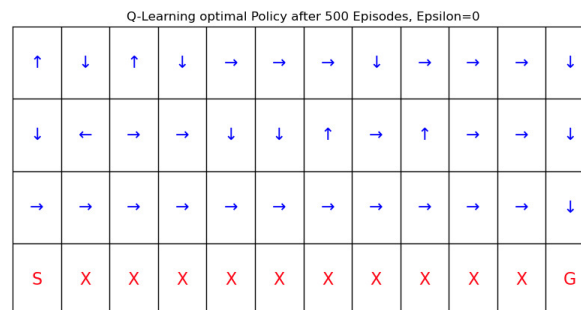 Q-Learning optimal Policy after 500 Episodes, Epsilon=0
↑ ↓ ↑ ↓ → → → ↓ → → → ↓
↓ ← → → ↓ ↓ ↑ → ↑ → → ↓
→ → → → → → → → → → → ↓
S X X X X X X X X X X G